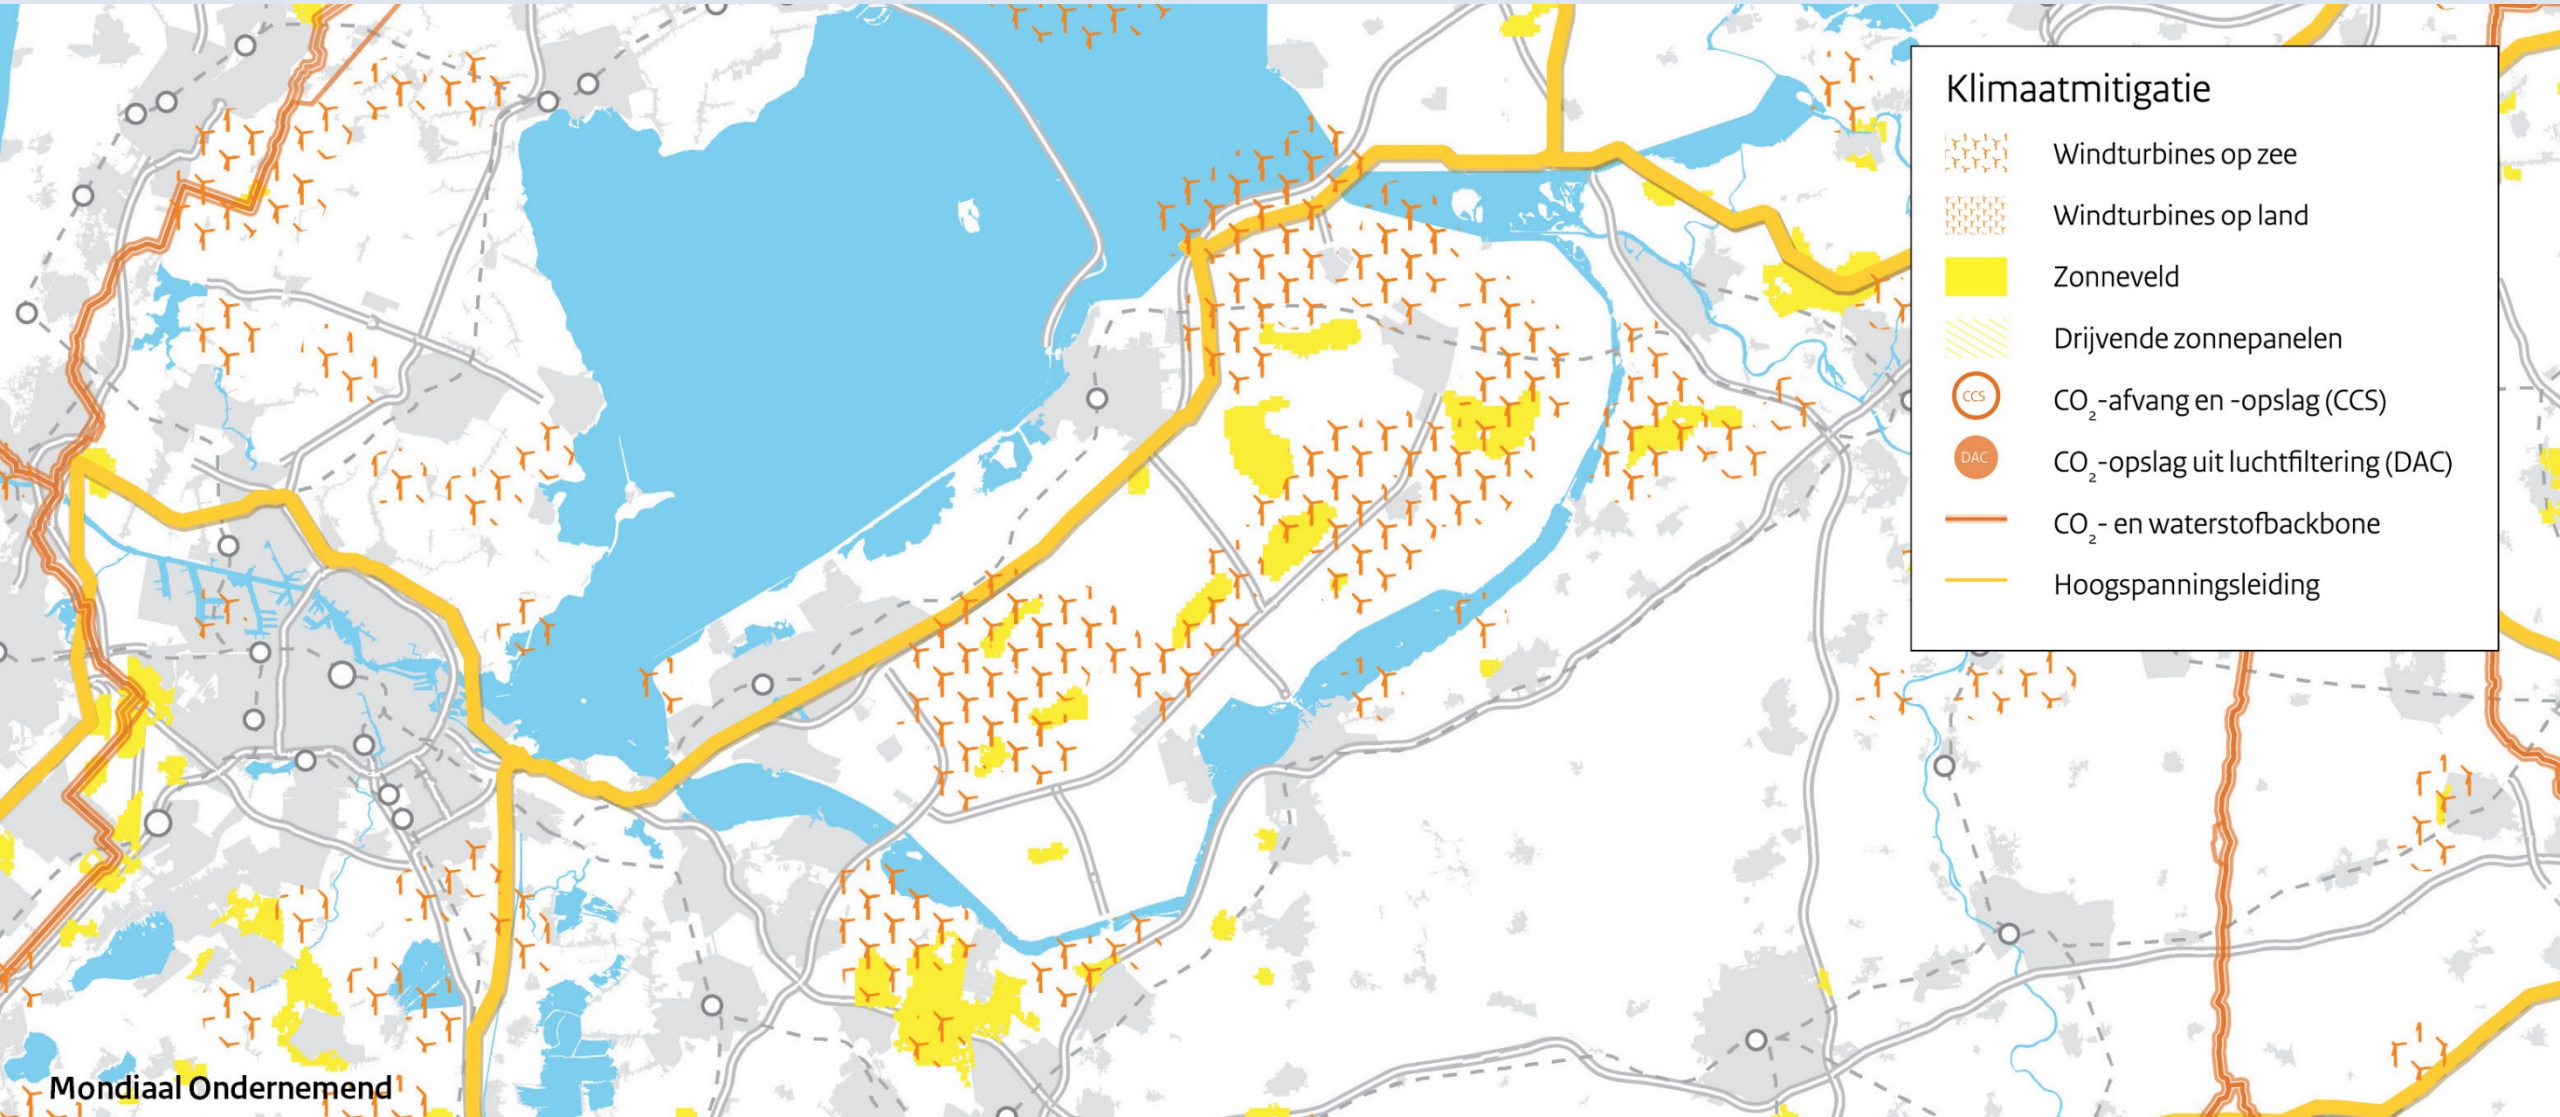 Klimaatmitigatie
Windturbines op zee
Windturbines op land
Zonneveld
Drijvende zonnepanelen
CCS CO₂-afvang en -opslag (CCS)
DAC CO₂-opslag uit luchtfiltering (DAC)
CO₂- en waterstofbackbone
Hoogspanningsleiding
Mondiaal Ondernemend